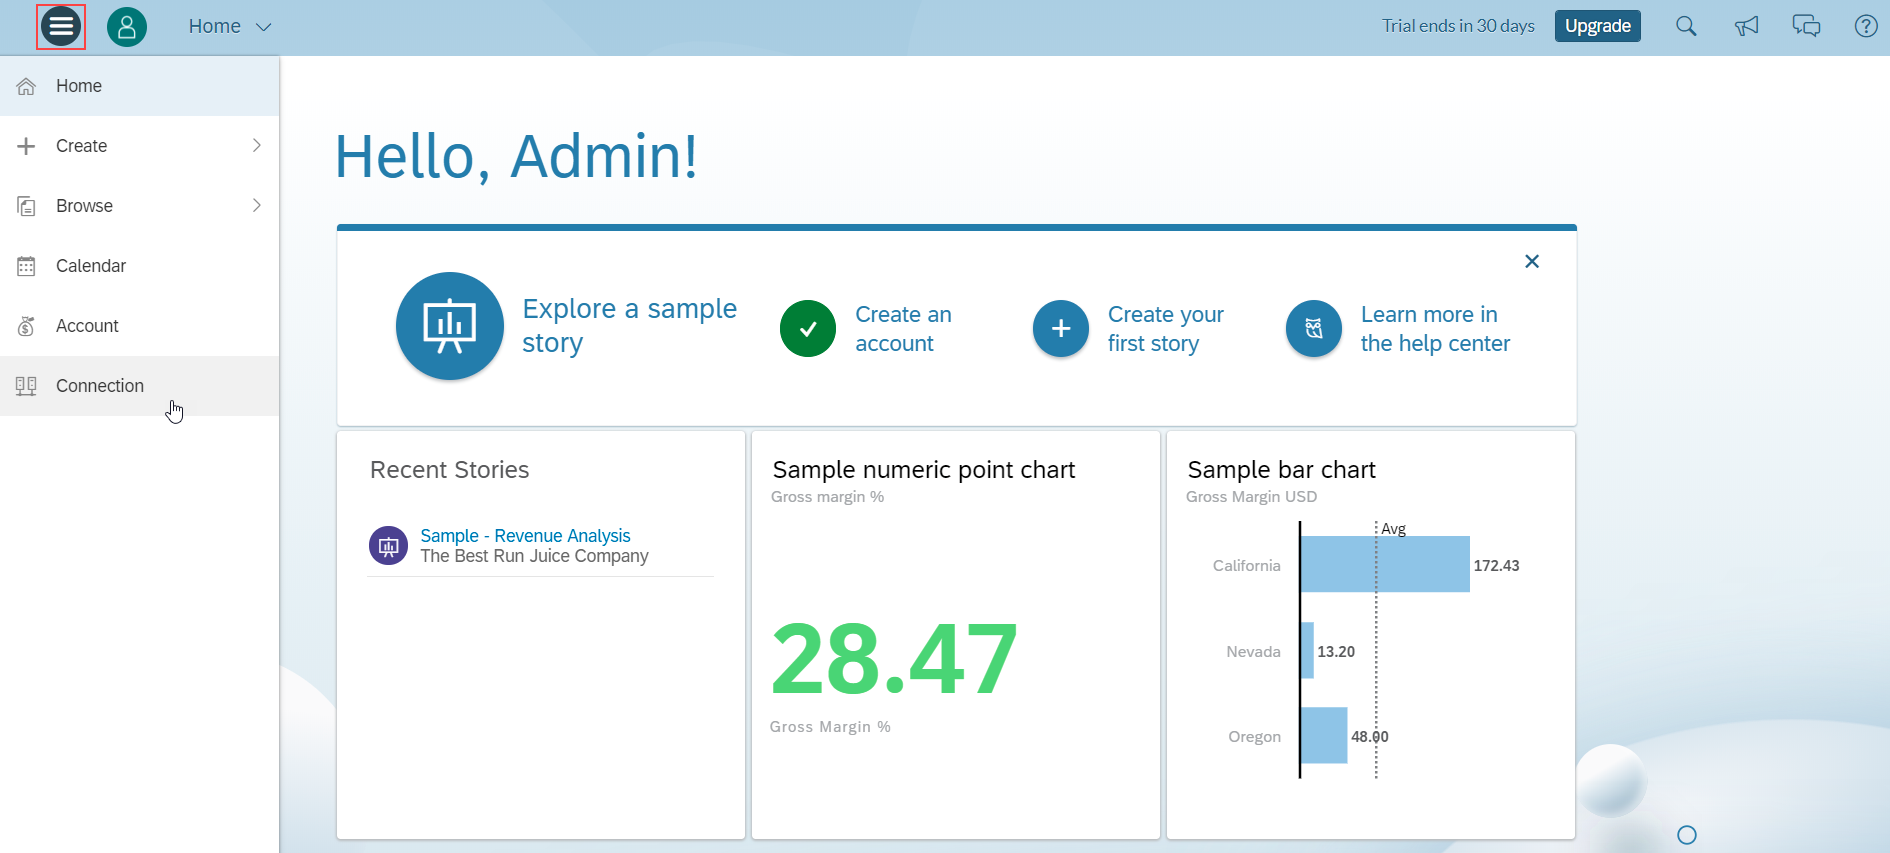 Home
Trial ends in 30 days
Upgrade
Home
Create
Browse
Calendar
Account
Connection
Hello, Admin!
Explore a sample
story
Create an
account
Create your
first story
Learn more in
the help center
Recent Stories
Sample - Revenue Analysis
The Best Run Juice Company
Sample numeric point chart
Gross margin %
28.47
Gross Margin %
Sample bar chart
Gross Margin USD
Avg
California
172.43
Nevada
13.20
Oregon
48.00